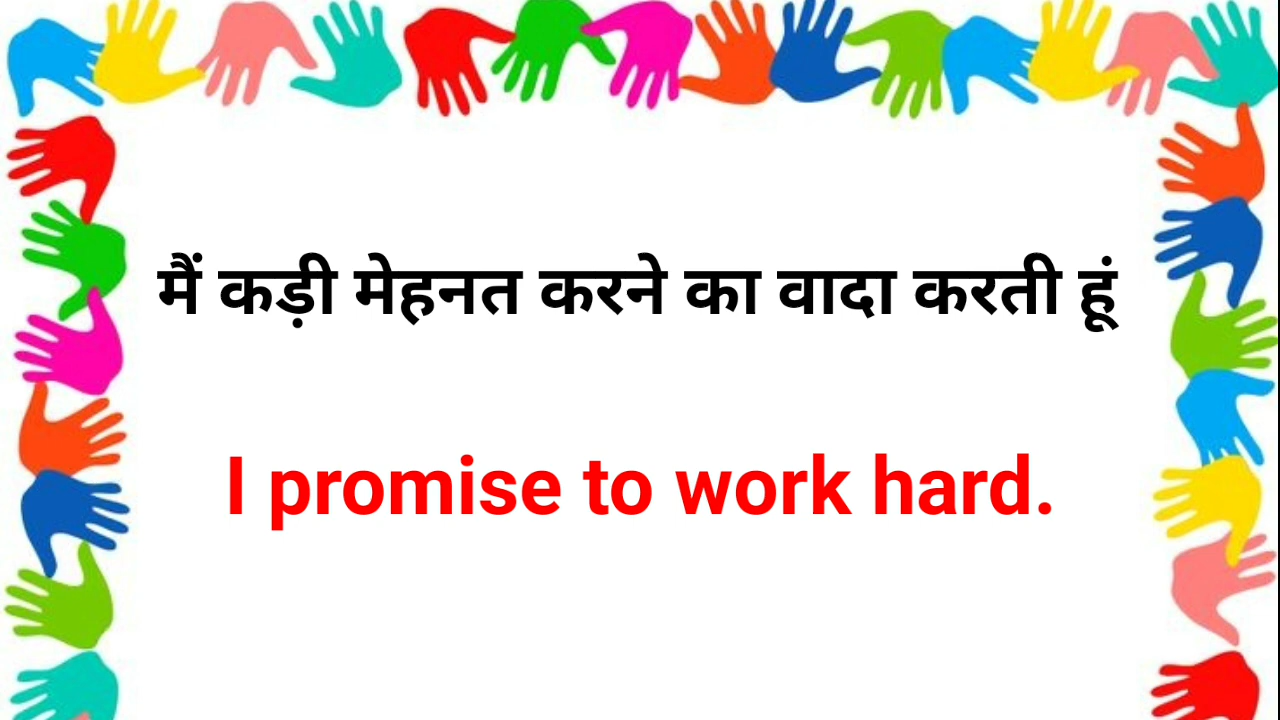 मैं कड़ी मेहनत करने का वादा करती हूं
I promise to work hard.